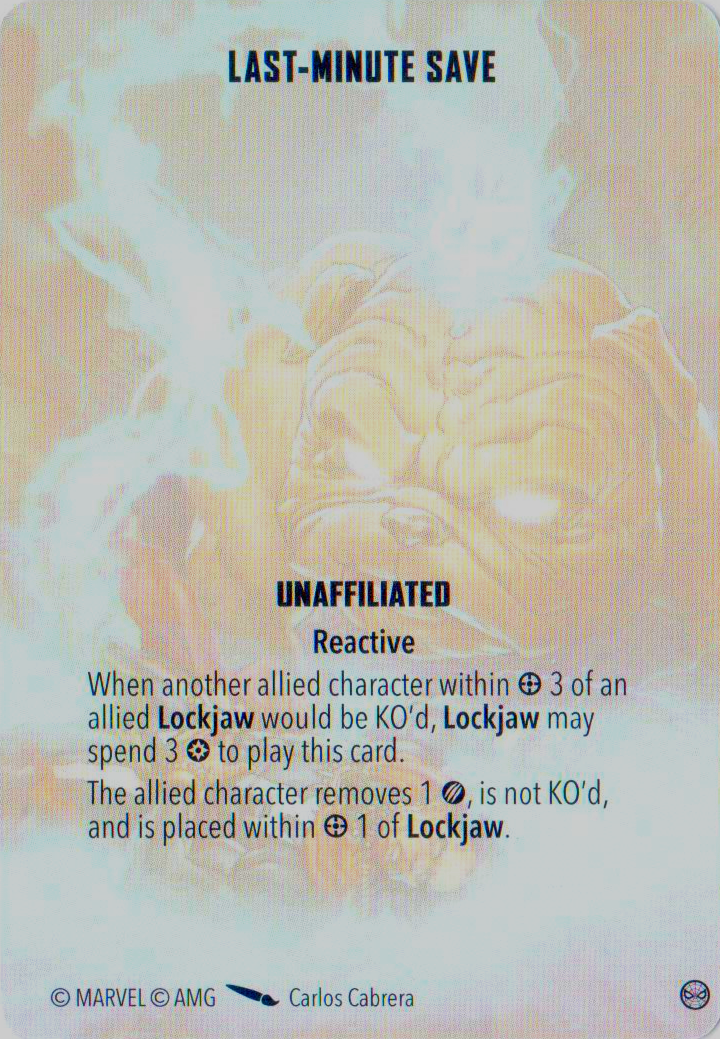 LAST-MINUTE SAVE
UNAFFILIATED
Reactive
When another allied character within 3 of an
allied Lockjaw would be KO'd, Lockjaw may
spend 3 to play this card.
The allied character removes 1 , is not KO'd,
and is placed within 1 of Lockjaw.
© MARVEL © AMG Carlos Cabrera